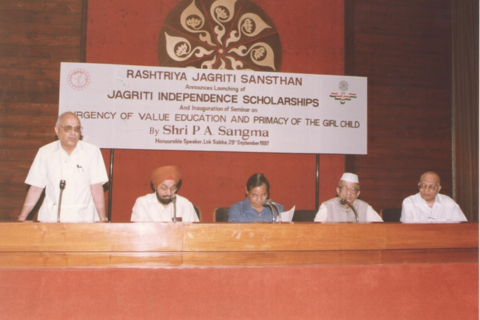 RASHTRIYA JAGRITI SANSTHAN
Announces Launching of
JAGRITI INDEPENDENCE SCHOLARSHIPS
And Inauguration of Seminar on
URGENCY OF VALUE EDUCATION AND PRIMACY OF THE GIRL CHILD
By Shri P.A. Sangma
Honourable Speaker, Lok Sabha, 29th September 1997